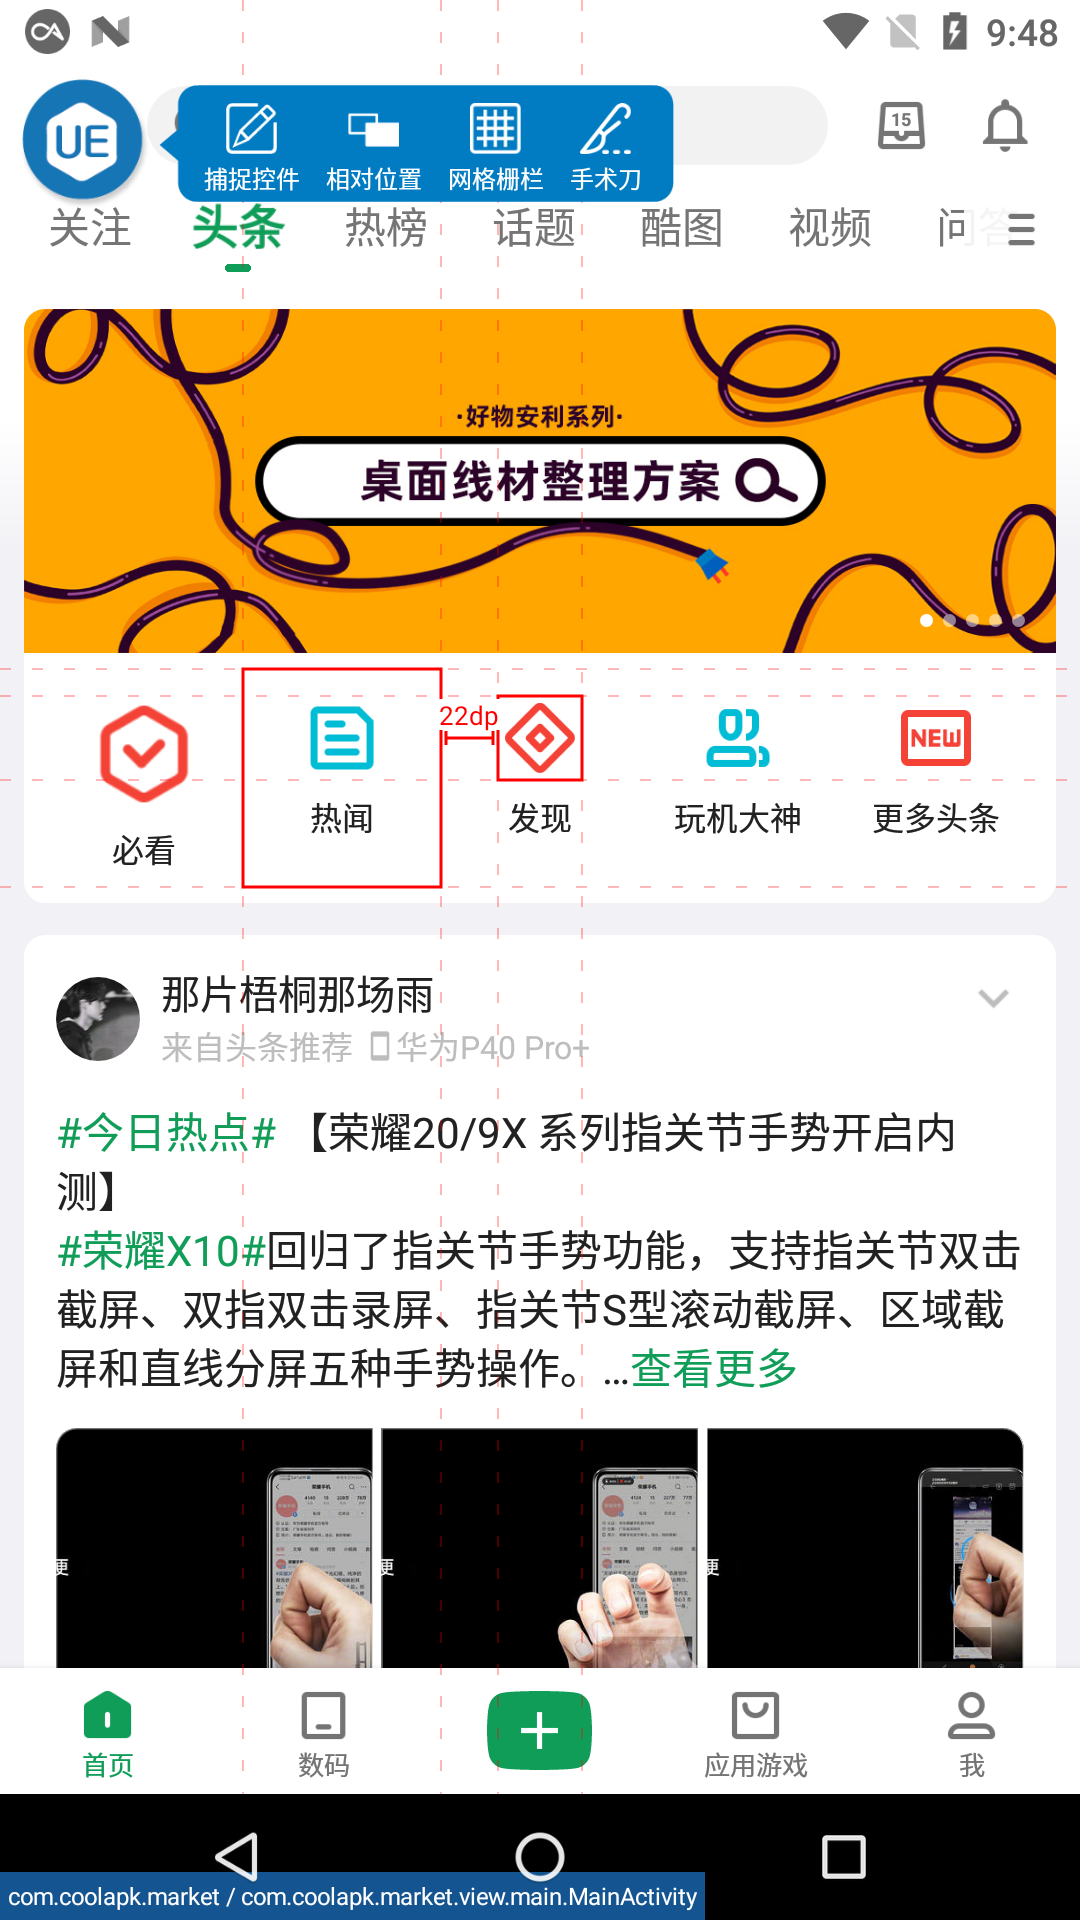 9:48
UE
捕捉控件 相对位置 网格栅栏 手术刀
15
关注 头条 热榜 话题 酷图 视频 问答
·好物安利系列·
桌面线材整理方案
22dp
NEW
必看 热闻 发现 玩机大神 更多头条
那片梧桐那场雨
来自头条推荐 华为P40 Pro+
#今日热点# 【荣耀20/9X 系列指关节手势开启内
测】
#荣耀X10#回归了指关节手势功能，支持指关节双击
截屏、双指双击录屏、指关节S型滚动截屏、区域截
屏和直线分屏五种手势操作。...查看更多
便 便 便
首页 数码 应用游戏 我
com.coolapk.market / com.coolapk.market.view.main.MainActivity